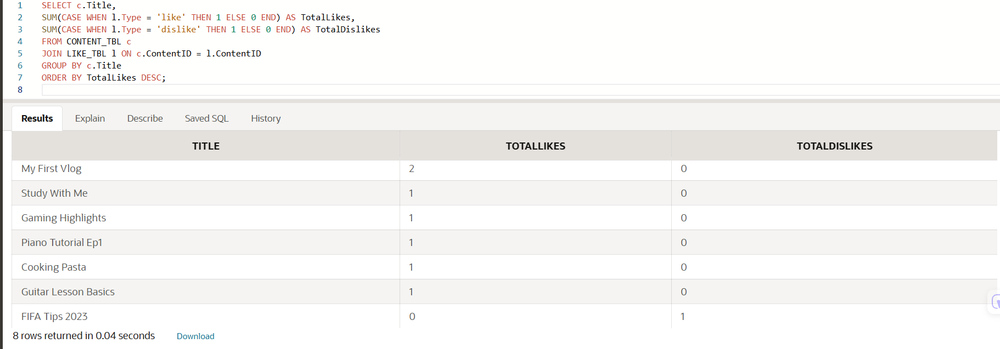 1 SELECT c.Title,
2 SUM(CASE WHEN l.Type = 'like' THEN 1 ELSE 0 END) AS TotalLikes,
3 SUM(CASE WHEN l.Type = 'dislike' THEN 1 ELSE 0 END) AS TotalDislikes
4 FROM CONTENT_TBL c
5 JOIN LIKE_TBL l ON c.ContentID = l.ContentID
6 GROUP BY c.Title
7 ORDER BY TotalLikes DESC;
8
Results Explain Describe Saved SQL History
TITLE TOTALLIKES TOTALDISLIKES
My First Vlog 2 0
Study With Me 1 0
Gaming Highlights 1 0
Piano Tutorial Ep1 1 0
Cooking Pasta 1 0
Guitar Lesson Basics 1 0
FIFA Tips 2023 0 1
8 rows returned in 0.04 seconds Download